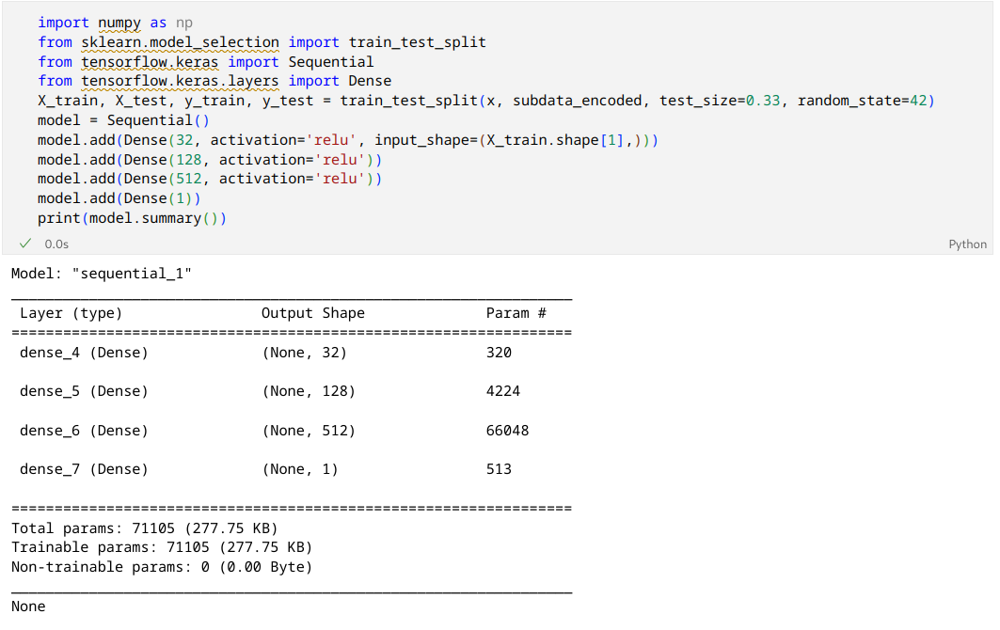 import numpy as np
from sklearn.model_selection import train_test_split
from tensorflow.keras import Sequential
from tensorflow.keras.layers import Dense
X_train, X_test, y_train, y_test = train_test_split(x, subdata_encoded, test_size=0.33, random_state=42)
model = Sequential()
model.add(Dense(32, activation='relu', input_shape=(X_train.shape[1],)))
model.add(Dense(128, activation='relu'))
model.add(Dense(512, activation='relu'))
model.add(Dense(1))
print(model.summary())
✓ 0.0s Python
Model: "sequential_1"
_________________________________________________________________
Layer (type) Output Shape Param #
=================================================================
dense_4 (Dense) (None, 32) 320
dense_5 (Dense) (None, 128) 4224
dense_6 (Dense) (None, 512) 66048
dense_7 (Dense) (None, 1) 513
=================================================================
Total params: 71105 (277.75 KB)
Trainable params: 71105 (277.75 KB)
Non-trainable params: 0 (0.00 Byte)
_________________________________________________________________
None